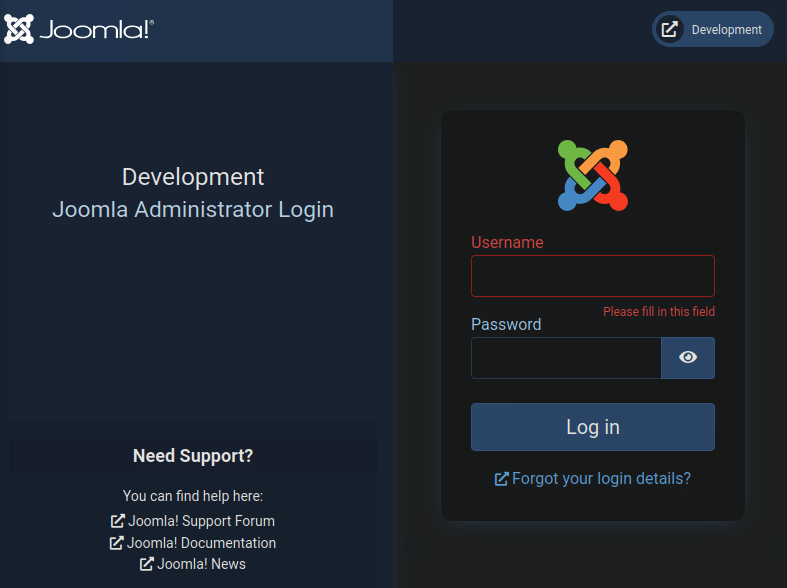 Joomla!®
Development
Development
Joomla Administrator Login
Username
Please fill in this field
Password
Log in
Forgot your login details?
Need Support?
You can find help here:
Joomla! Support Forum
Joomla! Documentation
Joomla! News